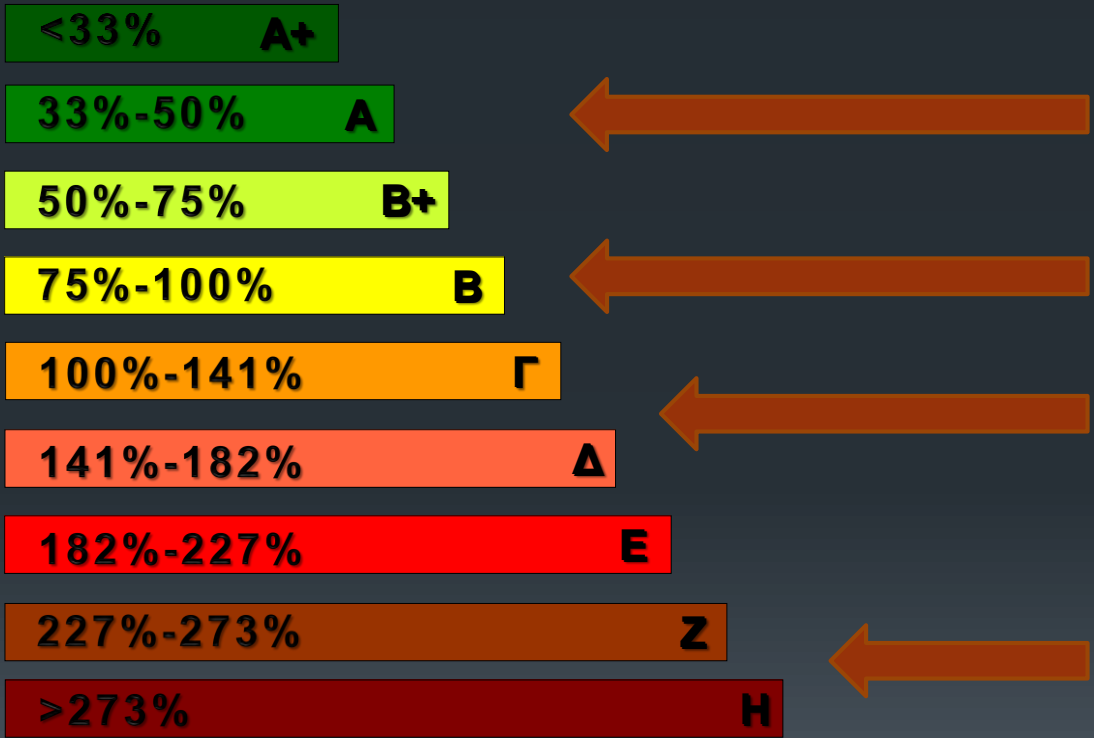 <33% Α+
33%-50% Α
50%-75% Β+
75%-100% Β
100%-141% Γ
141%-182% Δ
182%-227% Ε
227%-273% Ζ
>273% Η